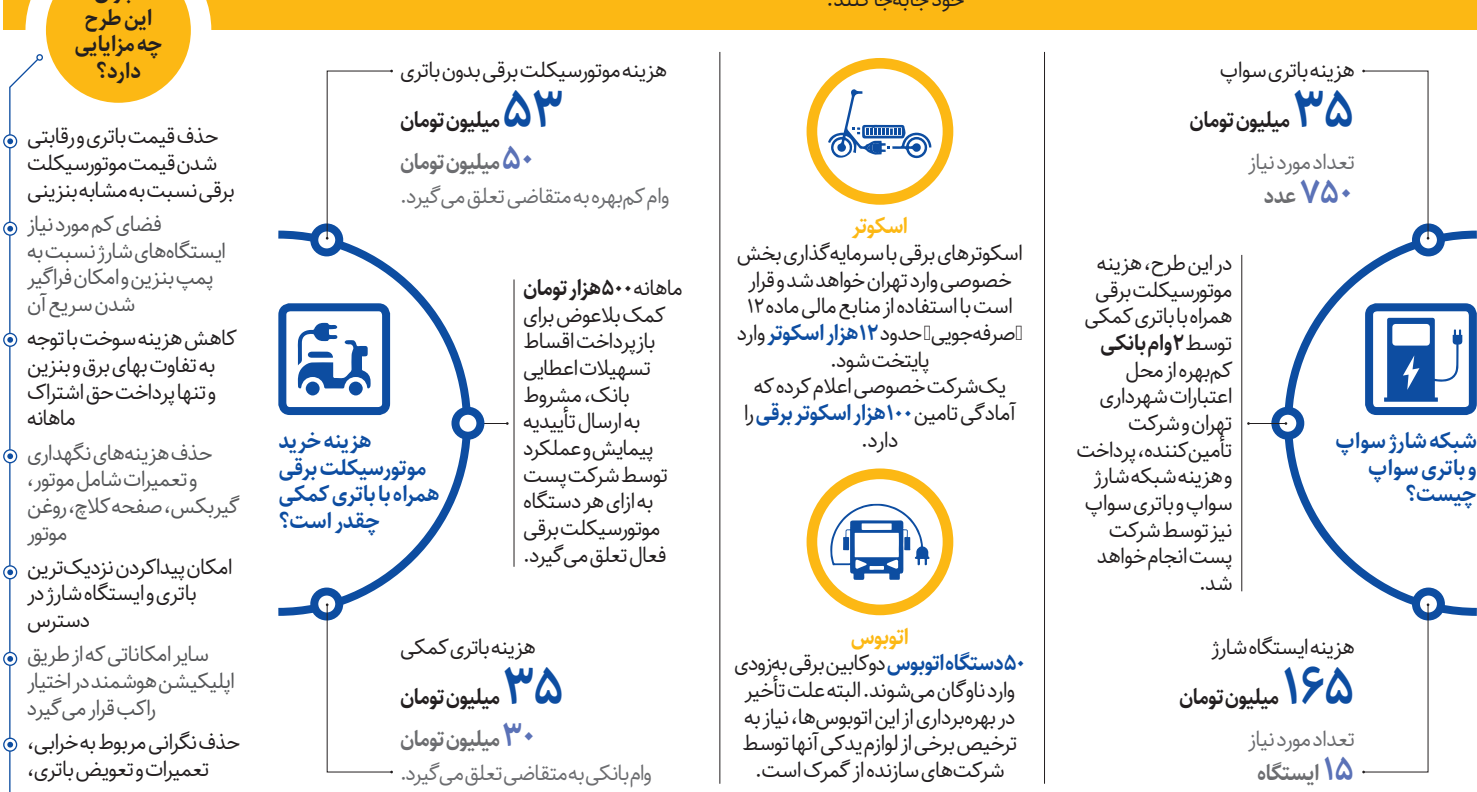 خود جابه‌جا کنند.
هزینه باتری سواپ
۳۵ میلیون تومان
تعداد مورد نیاز
۷۵۰ عدد
در این طرح، هزینه
موتورسیکلت برقی
همراه با باتری کمکی
توسط ۲وام بانکی
کم‌بهره از محل
اعتبارات شهرداری
تهران و شرکت
تأمین‌کننده، پرداخت
و هزینه شبکه شارژ
سواپ و باتری سواپ
نیز توسط شرکت
پست انجام خواهد
شد.
شبکه شارژ سواپ
و باتری سواپ
چیست؟
هزینه ایستگاه شارژ
۱۶۵ میلیون تومان
تعداد مورد نیاز
۱۵ ایستگاه
اسکوتر
اسکوترهای برقی با سرمایه‌گذاری بخش
خصوصی وارد تهران خواهد شد و قرار
است با استفاده از منابع مالی ماده ۱۲
صرفه‌جویی حدود ۱۲هزار اسکوتر وارد
پایتخت شود.
یک‌شرکت خصوصی اعلام کرده که
آمادگی تامین ۱۰۰هزار اسکوتر برقی را
دارد.
اتوبوس
۵۰دستگاه اتوبوس دوکابین برقی به‌زودی
وارد ناوگان می‌شوند. البته علت تأخیر
در بهره‌برداری از این اتوبوس‌ها، نیاز به
ترخیص برخی از لوازم یدکی آنها توسط
شرکت‌های سازنده از گمرک است.
هزینه موتورسیکلت برقی بدون باتری
۵۳ میلیون تومان
۵۰ میلیون تومان
وام کم‌بهره به متقاضی تعلق می‌گیرد.
ماهانه ۵۰۰هزار تومان
کمک بلاعوض برای
بازپرداخت اقساط
تسهیلات اعطایی
بانک، مشروط
به ارسال تأییدیه
پیمایش و عملکرد
توسط شرکت پست
به ازای هر دستگاه
موتورسیکلت برقی
فعال تعلق می‌گیرد.
هزینه خرید
موتورسیکلت برقی
همراه با باتری کمکی
چقدر است؟
هزینه باتری کمکی
۳۵ میلیون تومان
۳۰ میلیون تومان
وام بانکی به متقاضی تعلق می‌گیرد.
این طرح
چه مزایایی
دارد؟
حذف قیمت باتری و رقابتی
شدن قیمت موتورسیکلت
برقی نسبت به مشابه بنزینی
فضای کم مورد نیاز
ایستگاه‌های شارژ نسبت به
پمپ بنزین و امکان فراگیر
شدن سریع آن
کاهش هزینه سوخت با توجه
به تفاوت بهای برق و بنزین
و تنها پرداخت حق اشتراک
ماهانه
حذف هزینه‌های نگهداری
و تعمیرات شامل موتور،
گیربکس، صفحه کلاچ، روغن
موتور
امکان پیدا کردن نزدیک‌ترین
باتری و ایستگاه شارژ در
دسترس
سایر امکاناتی که از طریق
اپلیکیشن هوشمند در اختیار
راکب قرار می‌گیرد
حذف نگرانی مربوط به خرابی،
تعمیرات و تعویض باتری،